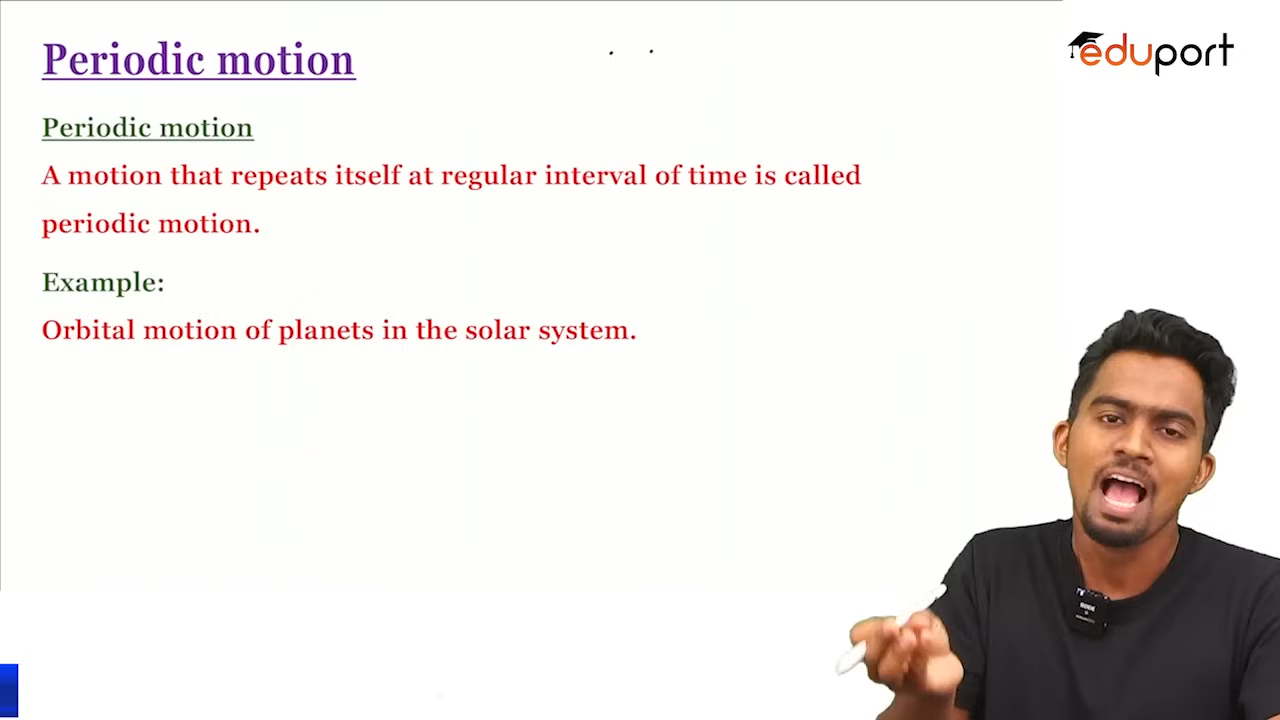 Periodic motion
eduport
Periodic motion
A motion that repeats itself at regular interval of time is called
periodic motion.
Example:
Orbital motion of planets in the solar system.